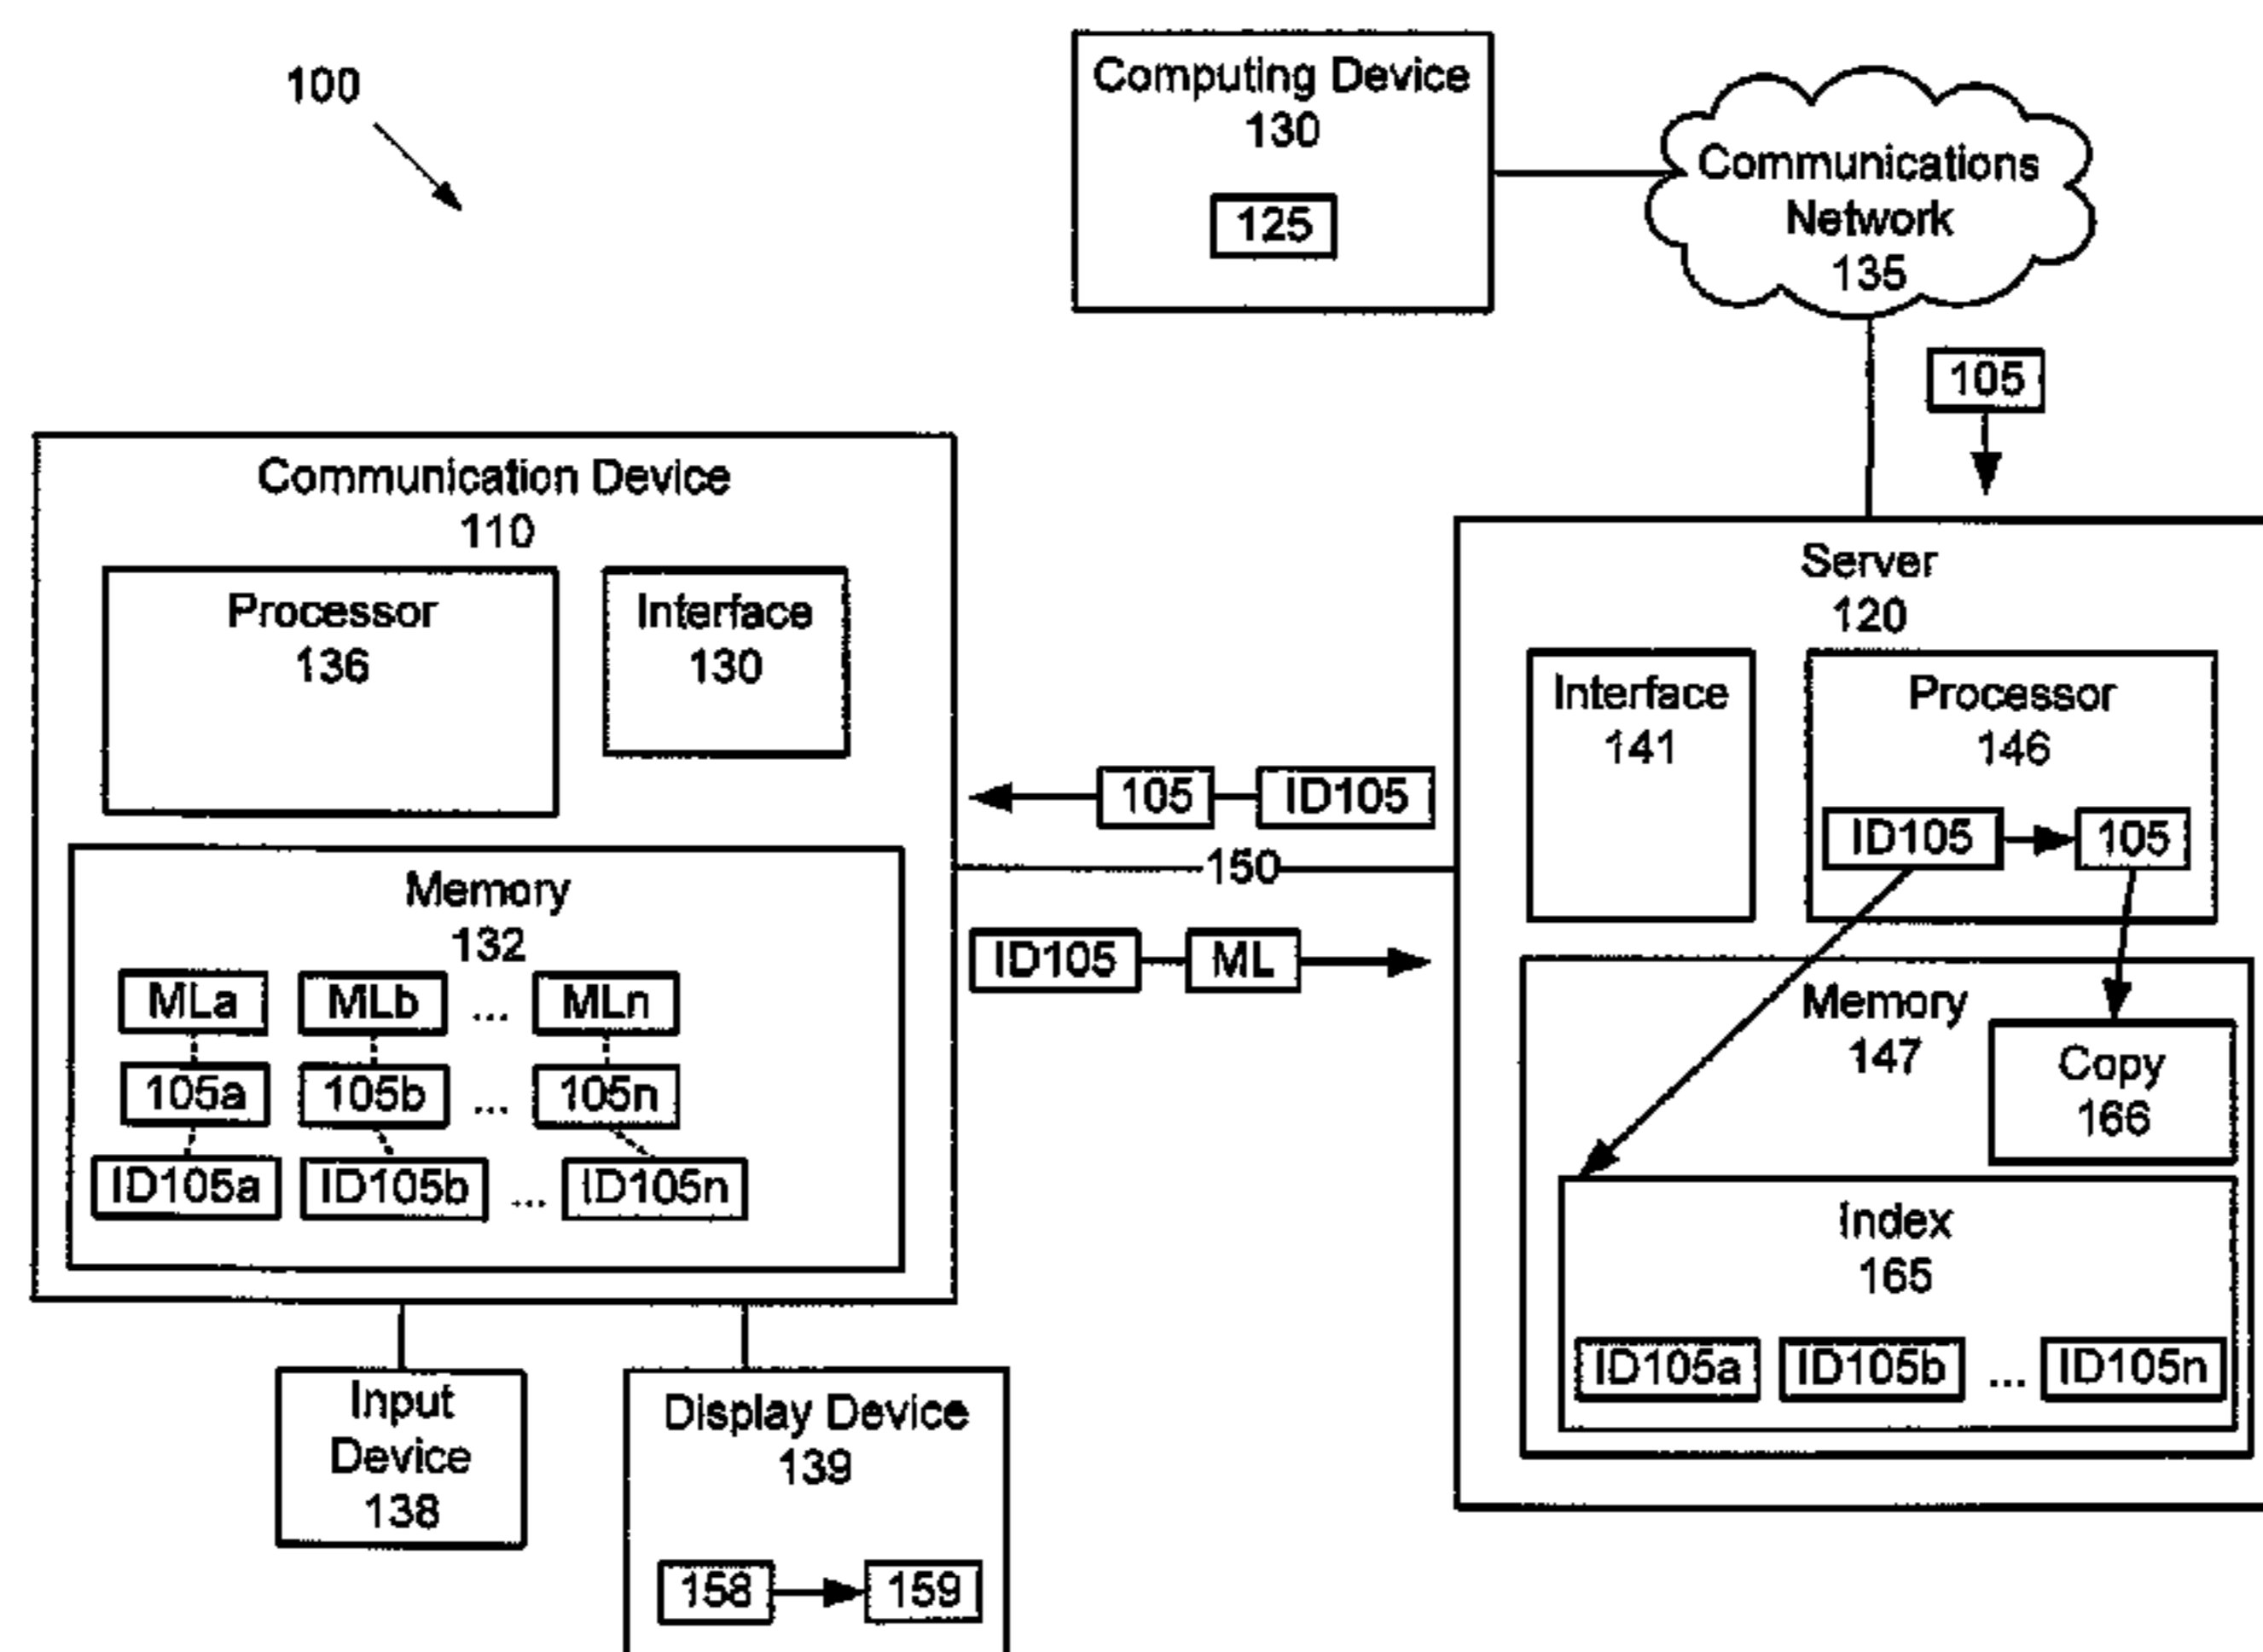 100
Computing Device
130
125
Communications
Network
135
105
Communication Device
110
Processor
136
Interface
130
Memory
132
MLa MLb ... MLn
105a 105b ... 105n
ID105a ID105b ... ID105n
105 ID105
150
ID105 ML
Server
120
Interface
141
Processor
146
ID105 105
Memory
147
Copy
166
Index
165
ID105a ID105b ... ID105n
Input
Device
138
Display Device
139
158 159